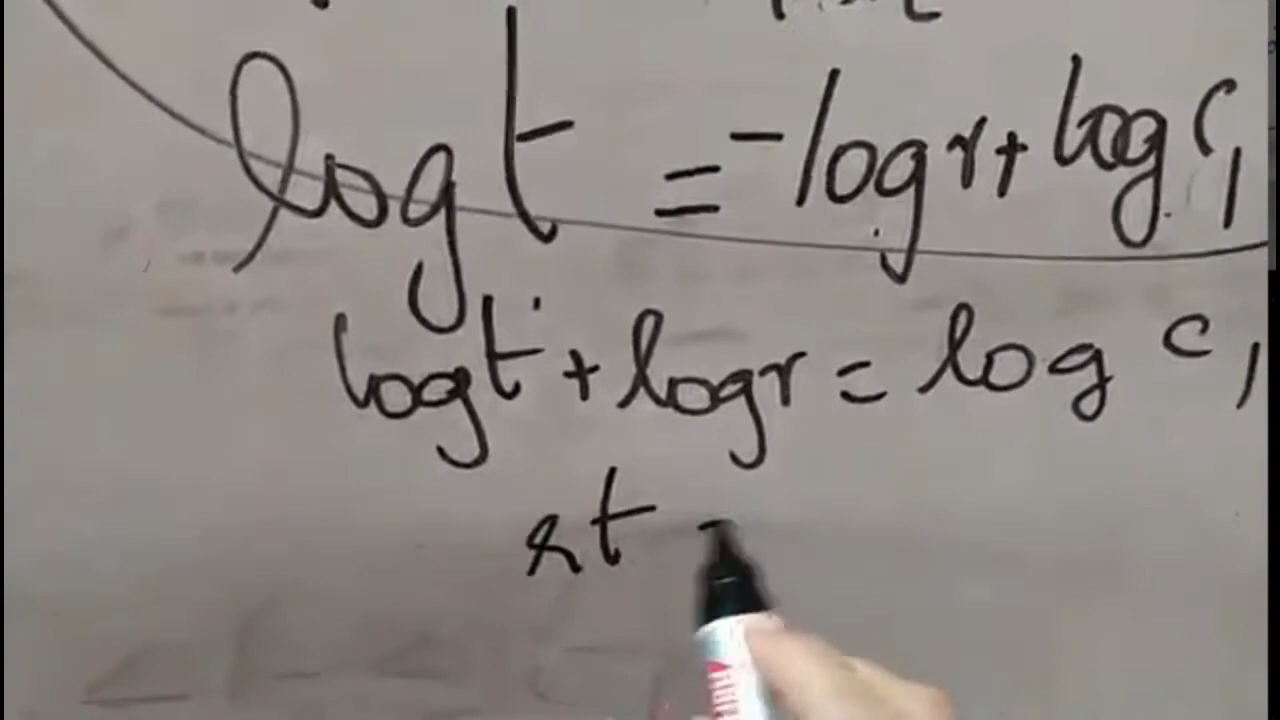 log t = -log r + log c₁
log t + log r = log c₁
rt -